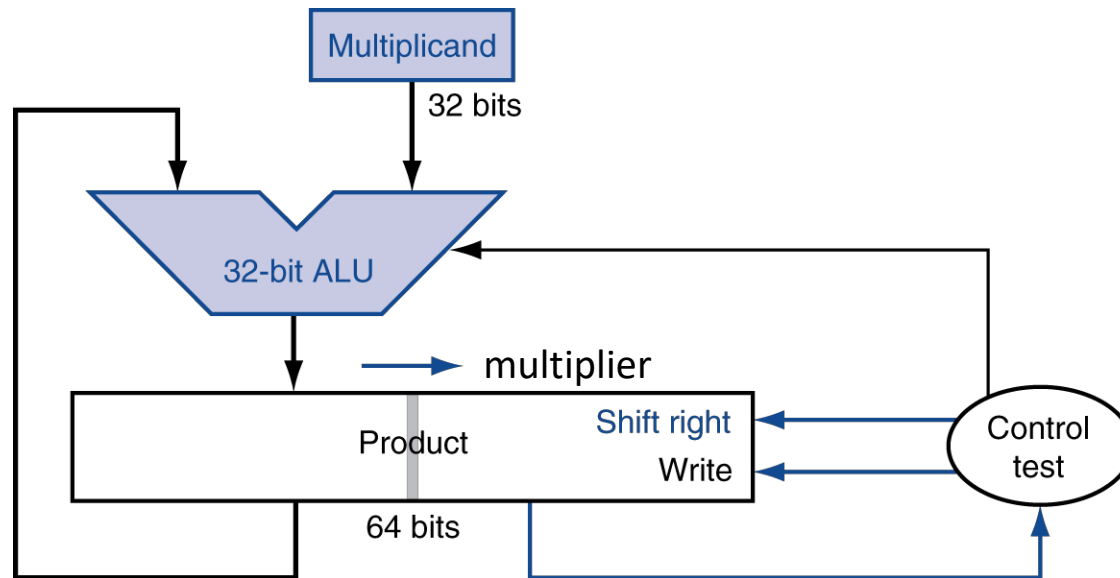 Multiplicand
32 bits
32-bit ALU
multiplier
Product
Shift right
Write
64 bits
Control
test